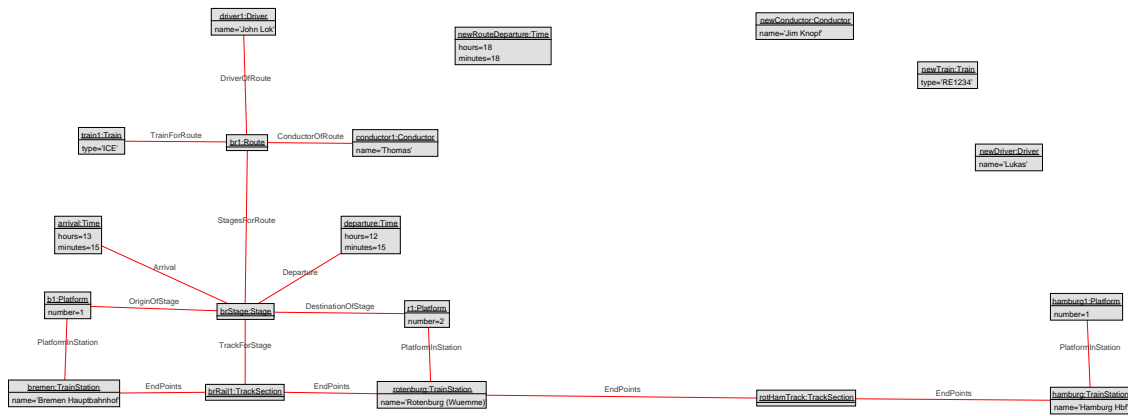 driver1:Driver
name='John Lok'
newRouteDeparture:Time
hours=18
minutes=18
newConductor:Conductor
name='Jim Knopf'
newTrain:Train
type='RE1234'
DriverOfRoute
train1:Train
type='ICE'
TrainForRoute
br1:Route
ConductorOfRoute
conductor1:Conductor
name='Thomas'
newDriver:Driver
name='Lukas'
StagesForRoute
arrival:Time
hours=13
minutes=15
departure:Time
hours=12
minutes=15
Arrival
Departure
b1:Platform
number=1
OriginOfStage
brStage:Stage
DestinationOfStage
r1:Platform
number=2
hamburg1:Platform
number=1
PlatformInStation
TrackForStage
PlatformInStation
PlatformInStation
bremen:TrainStation
name='Bremen Hauptbahnhof'
EndPoints
brRail1:TrackSection
EndPoints
rotenburg:TrainStation
name='Rotenburg (Wuemme)'
EndPoints
rotHamTrack:TrackSection
EndPoints
hamburg:TrainStation
name='Hamburg Hbf'